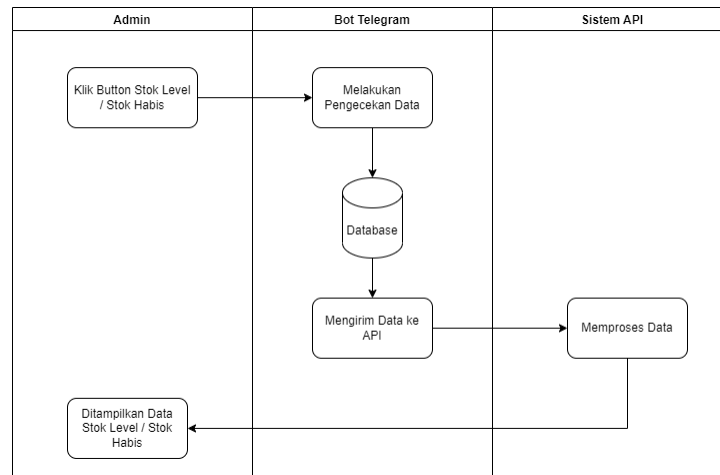 Admin
Bot Telegram
Sistem API
Klik Button Stok Level
/ Stok Habis
Melakukan
Pengecekan Data
Database
Mengirim Data ke
API
Memproses Data
Ditampilkan Data
Stok Level / Stok
Habis